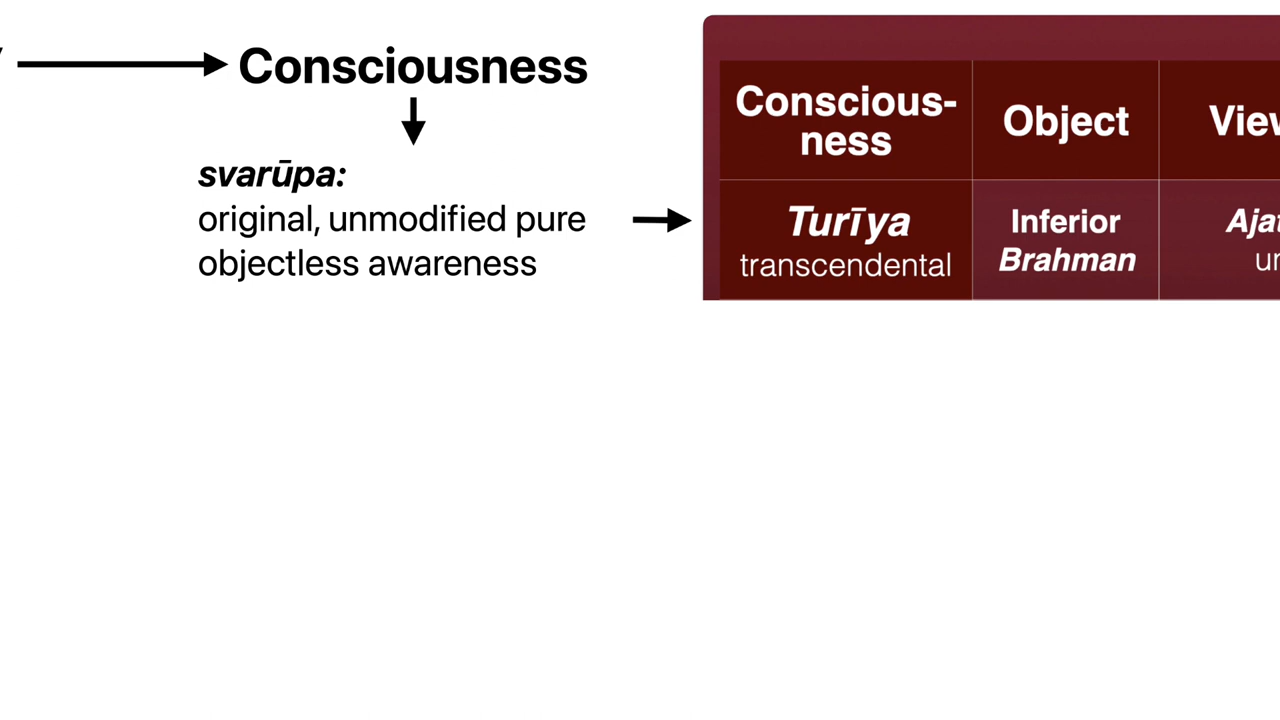 Consciousness
svarūpa:
original, unmodified pure
objectless awareness
Conscious-
ness
Object
Turīya
transcendental
Inferior
Brahman